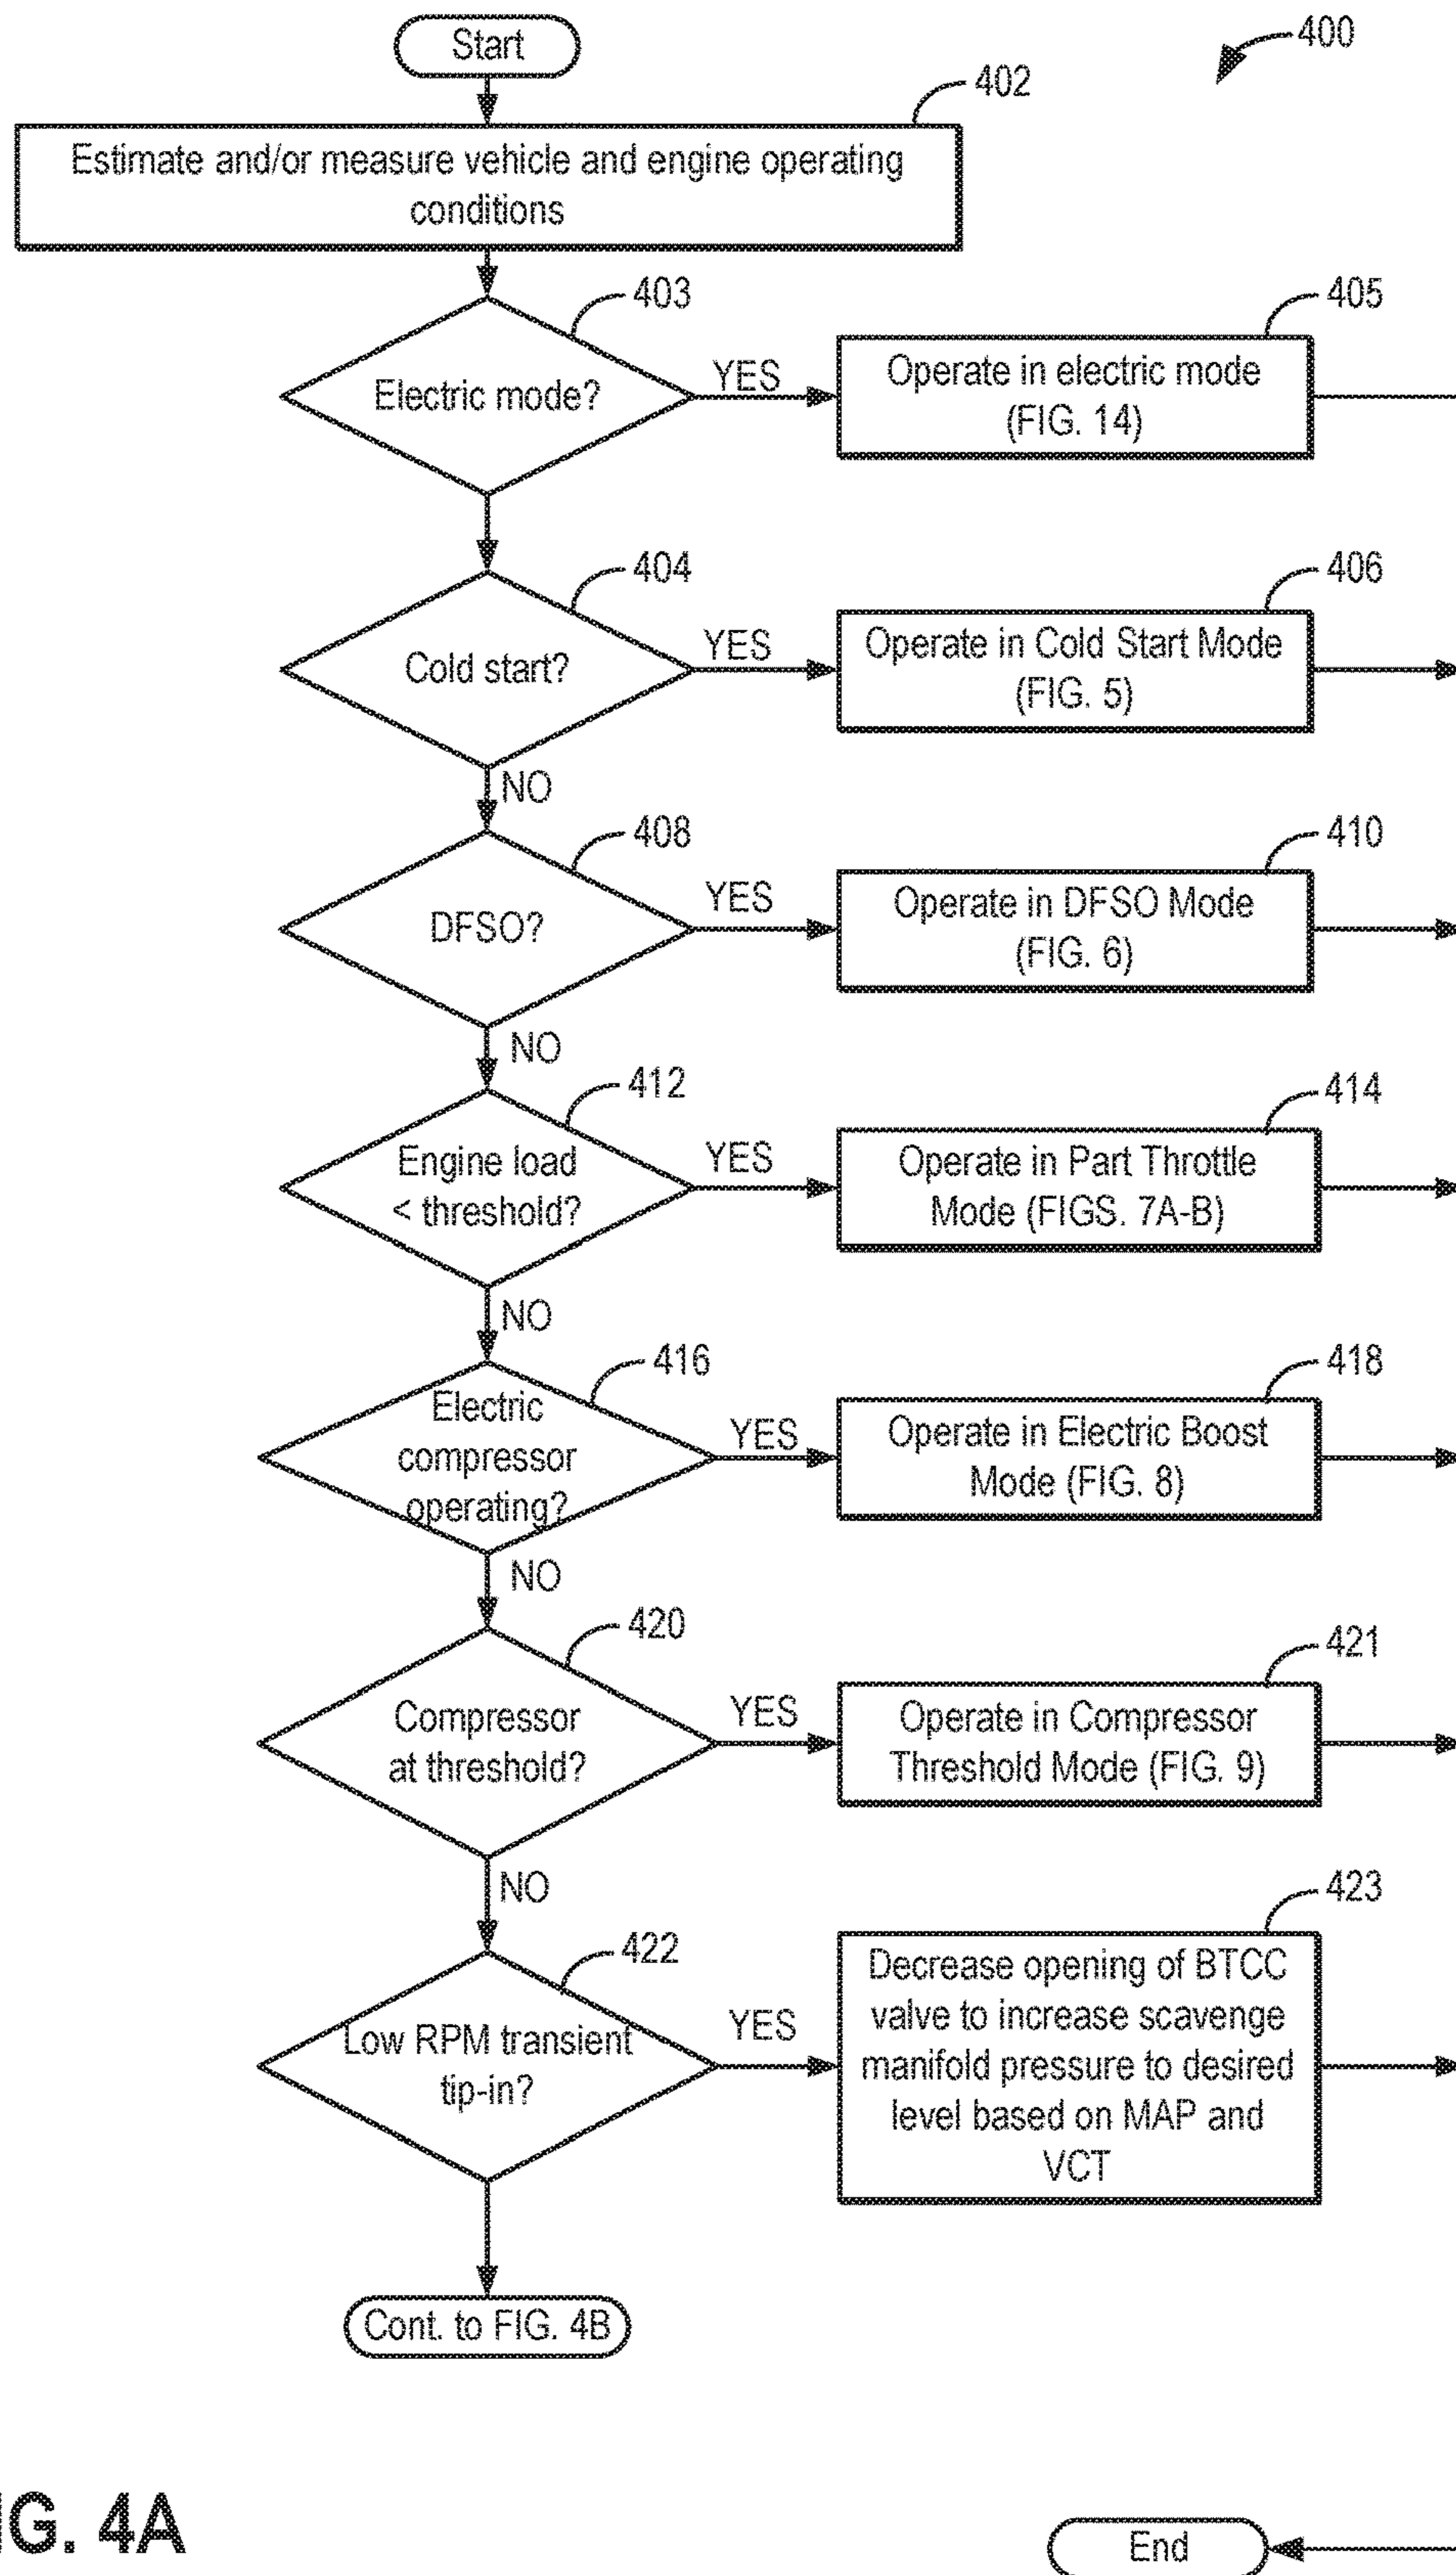 Start
400
402
Estimate and/or measure vehicle and engine operating
conditions
403
Electric mode?
YES
405
Operate in electric mode
(FIG. 14)
404
Cold start?
YES
406
Operate in Cold Start Mode
(FIG. 5)
NO
408
DFSO?
YES
410
Operate in DFSO Mode
(FIG. 6)
NO
412
Engine load
< threshold?
YES
414
Operate in Part Throttle
Mode (FIGS. 7A-B)
NO
416
Electric
compressor
operating?
YES
418
Operate in Electric Boost
Mode (FIG. 8)
NO
420
Compressor
at threshold?
YES
421
Operate in Compressor
Threshold Mode (FIG. 9)
NO
422
Low RPM transient
tip-in?
YES
423
Decrease opening of BTCC
valve to increase scavenge
manifold pressure to desired
level based on MAP and
VCT
Cont. to FIG. 4B
IG. 4A
End